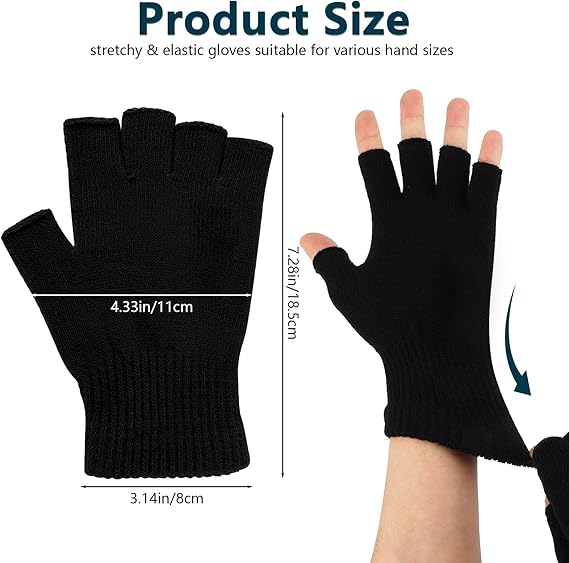 Product Size
stretchy & elastic gloves suitable for various hand sizes
4.33in/11cm
7.28in/18.5cm
3.14in/8cm